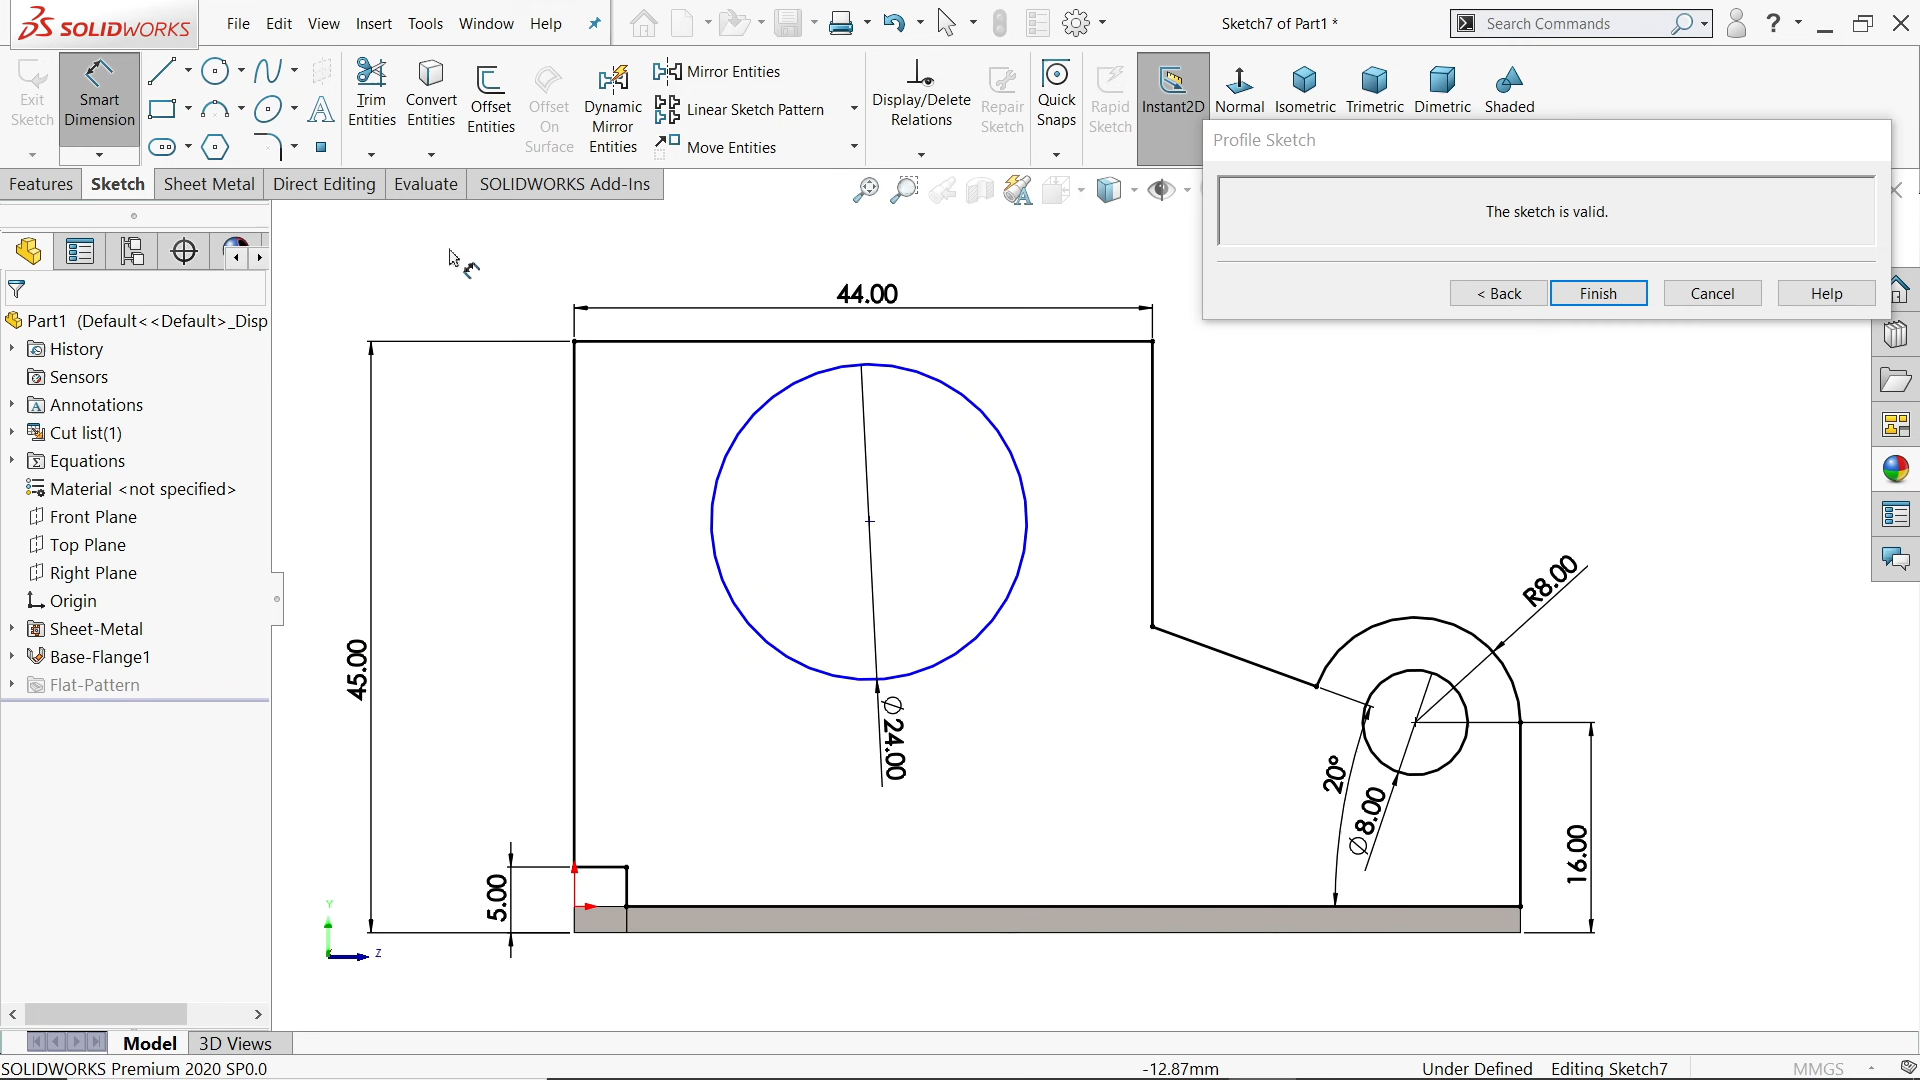 SOLIDWORKS
File Edit View Insert Tools Window Help
Sketch7 of Part1 *
Search Commands
Exit Sketch
Smart Dimension
Trim Entities
Convert Entities
Offset Entities
Offset On Surface
Dynamic Mirror Entities
Mirror Entities
Linear Sketch Pattern
Move Entities
Display/Delete Relations
Repair Sketch
Quick Snaps
Rapid Sketch
Instant2D
Normal
Isometric
Trimetric
Dimetric
Shaded
Features Sketch Sheet Metal Direct Editing Evaluate SOLIDWORKS Add-Ins
Profile Sketch
The sketch is valid.
< Back Finish Cancel Help
Part1 (Default<<Default>_Disp
History
Sensors
Annotations
Cut list(1)
Equations
Material <not specified>
Front Plane
Top Plane
Right Plane
Origin
Sheet-Metal
Base-Flange1
Flat-Pattern
44.00
45.00
∅24.00
5.00
R8.00
20°
∅8.00
16.00
Y
Z
Model 3D Views
SOLIDWORKS Premium 2020 SP0.0
-12.87mm
Under Defined
Editing Sketch7
MMGS